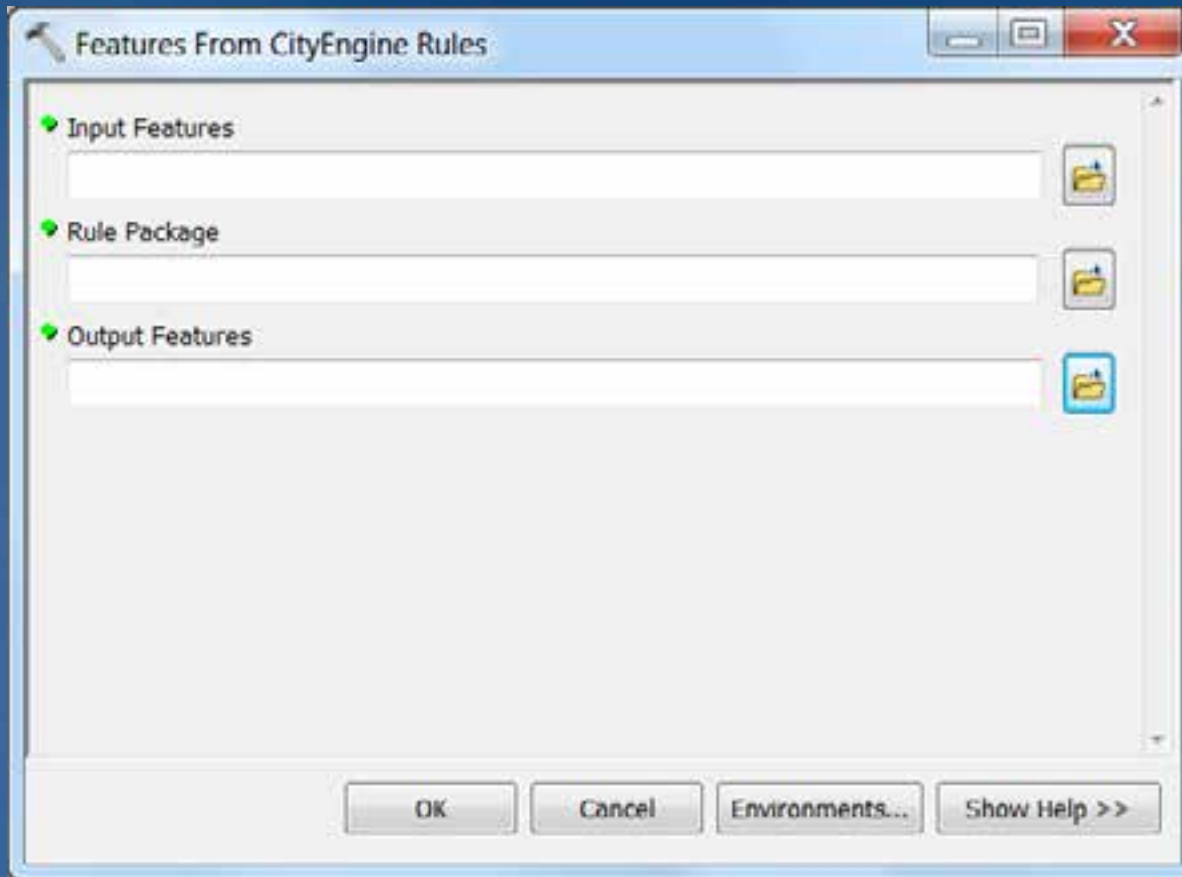 Features From CityEngine Rules
Input Features
Rule Package
Output Features
OK Cancel Environments... Show Help >>